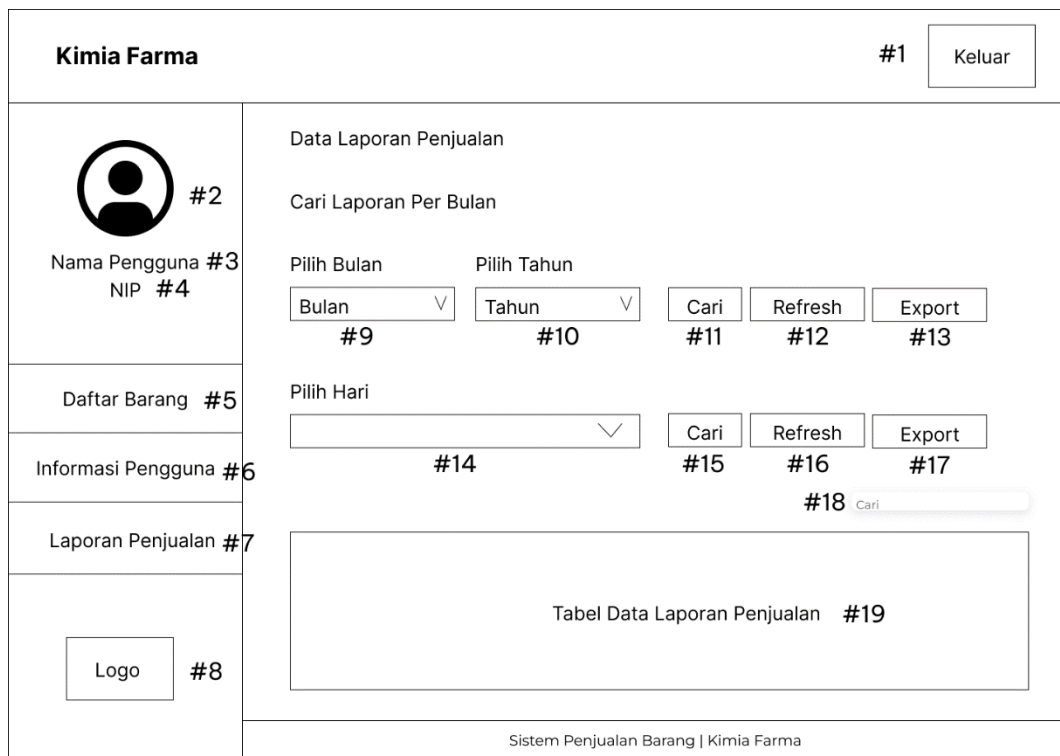 Kimia Farma
#1 Keluar
#2
Nama Pengguna #3
NIP #4
Daftar Barang #5
Informasi Pengguna #6
Laporan Penjualan #7
Logo #8
Data Laporan Penjualan
Cari Laporan Per Bulan
Pilih Bulan Pilih Tahun
Bulan Tahun Cari Refresh Export
#9 #10 #11 #12 #13
Pilih Hari
Cari Refresh Export
#14 #15 #16 #17
#18 Cari
Tabel Data Laporan Penjualan #19
Sistem Penjualan Barang | Kimia Farma